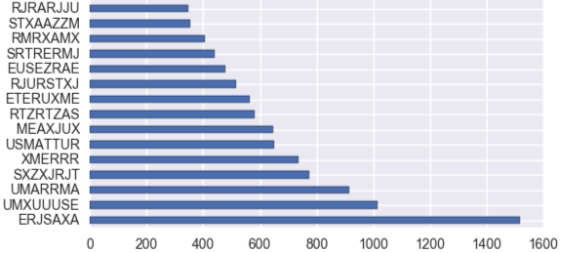 RJRARJJU
STXAAZZM
RMRXAMX
SRTRERMJ
EUSEZRAE
RJURSTXJ
ETERUXME
RTZRTZAS
MEAXJUX
USMATTUR
XMERRR
SXZXJRJT
UMARRMA
UMXUUUSE
ERJSAXA
0 200 400 600 800 1000 1200 1400 1600